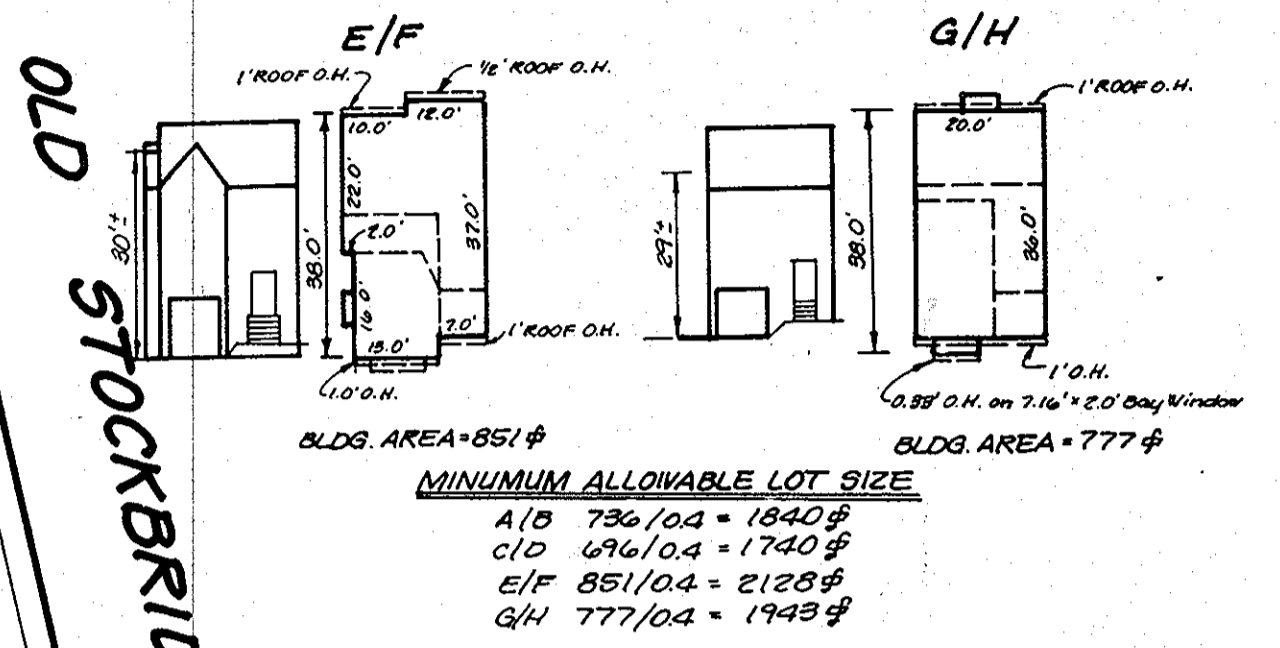 OLD
STOCKBRID
E/F
1' ROOF O.H.
1/2' ROOF O.H.
10.0'
12.0'
22.0'
2.0'
37.0'
38.0'
30'±
16.0'
7.0'
1' ROOF O.H.
13.0'
1.0' O.H.
BLDG. AREA = 851 ⌽
G/H
1' ROOF O.H.
20.0'
29'±
38.0'
36.0'
1' O.H.
0.33' O.H. on 7.16' x 2.0' Bay Window
BLDG. AREA = 777 ⌽
MINUMUM ALLOWABLE LOT SIZE
A/B 736/0.4 = 1840 ⌽
C/D 696/0.4 = 1740 ⌽
E/F 851/0.4 = 2128 ⌽
G/H 777/0.4 = 1943 ⌽